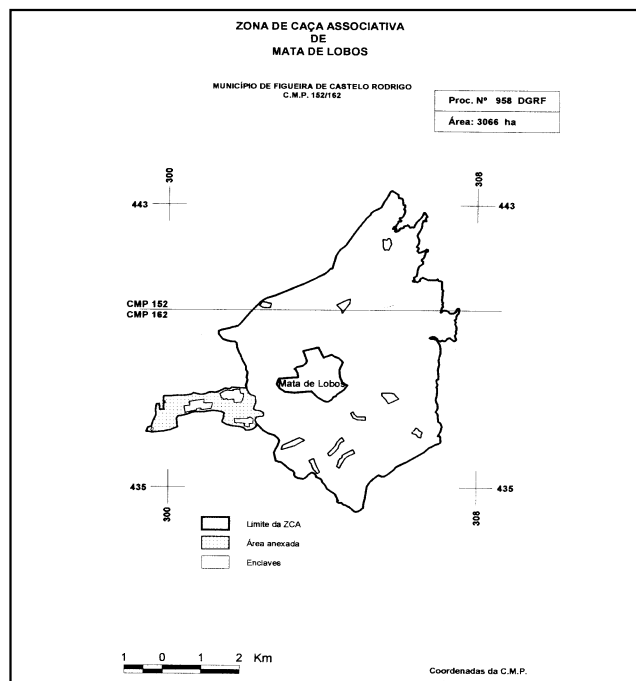 ZONA DE CAÇA ASSOCIATIVA
DE
MATA DE LOBOS
MUNICÍPIO DE FIGUEIRA DE CASTELO RODRIGO
C.M.P. 152/162
Proc. Nº 958 DGRF
Área: 3066 ha
300
308
443
443
CMP 152
CMP 162
Mata de Lobos
435
435
300
308
Limite da ZCA
Área anexada
Enclaves
1 0 1 2 Km
Coordenadas da C.M.P.